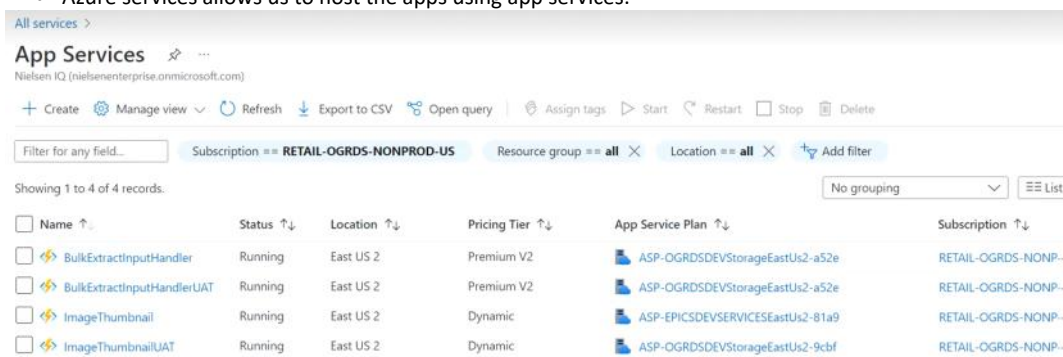 • Azure services allows us to host the apps using app services.
All services >
App Services ...
Nielsen IQ (nielsenenterprise.onmicrosoft.com)
+ Create Manage view Refresh Export to CSV Open query Assign tags Start Restart Stop Delete
Filter for any field... Subscription == RETAIL-OGRDS-NONPROD-US Resource group == all × Location == all × Add filter
Showing 1 to 4 of 4 records. No grouping List
Name ↑ Status ↑↓ Location ↑↓ Pricing Tier ↑↓ App Service Plan ↑↓ Subscription ↑↓
BulkExtractInputHandler Running East US 2 Premium V2 ASP-OGRDSDEVStorageEastUs2-a52e RETAIL-OGRDS-NONP-
BulkExtractInputHandlerUAT Running East US 2 Premium V2 ASP-OGRDSDEVStorageEastUs2-a52e RETAIL-OGRDS-NONP-
ImageThumbnail Running East US 2 Dynamic ASP-EPICSDEVSERVICESEastUs2-81a9 RETAIL-OGRDS-NONP-
ImageThumbnailUAT Running East US 2 Dynamic ASP-OGRDSDEVStorageEastUs2-9cbf RETAIL-OGRDS-NONP-